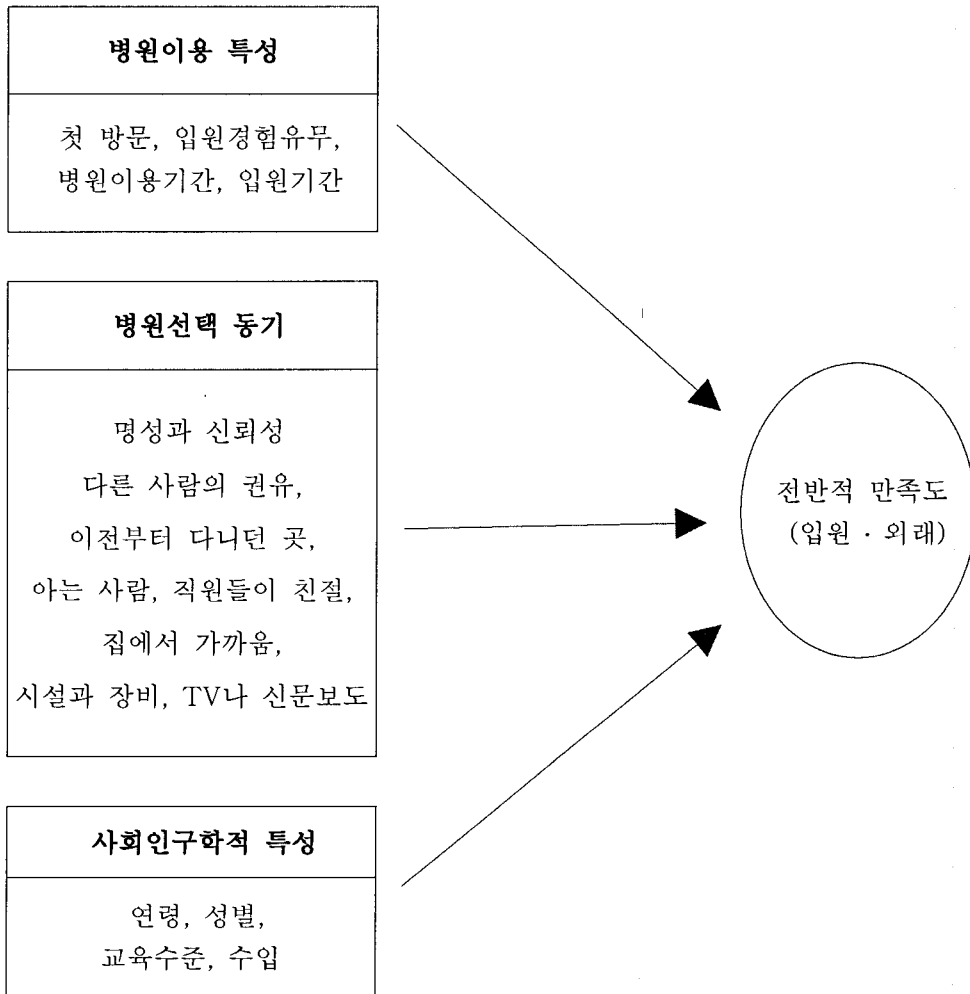 병원이용 특성
첫 방문, 입원경험유무,
병원이용기간, 입원기간
병원선택 동기
명성과 신뢰성
다른 사람의 권유,
이전부터 다니던 곳,
아는 사람, 직원들이 친절,
집에서 가까움,
시설과 장비, TV나 신문보도
사회인구학적 특성
연령, 성별,
교육수준, 수입
전반적 만족도
(입원 · 외래)